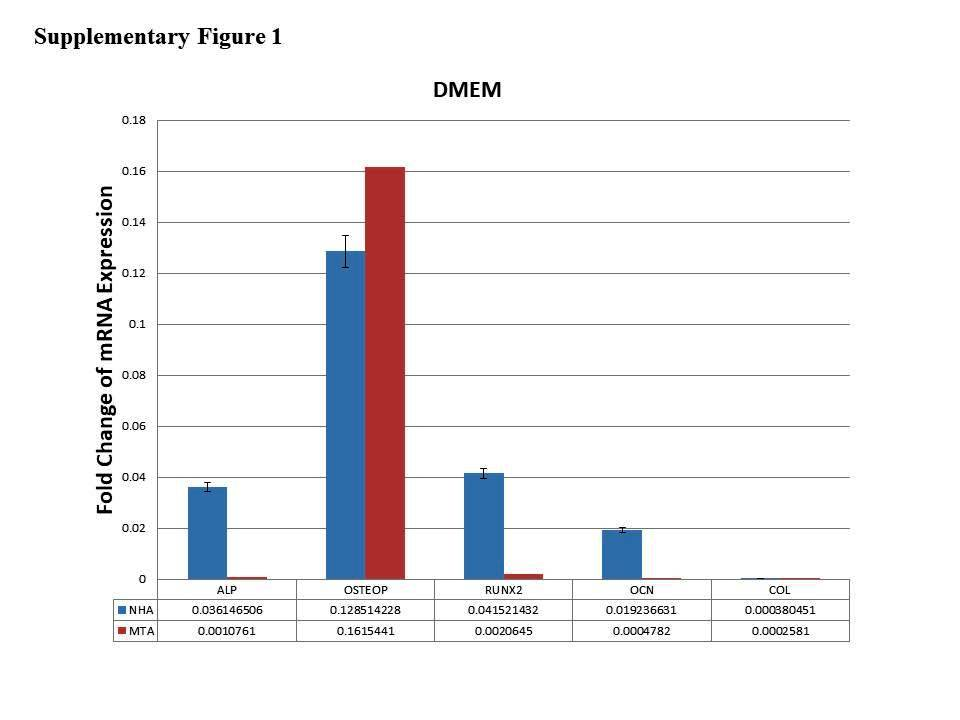 Supplementary Figure 1
DMEM
Fold Change of mRNA Expression
0.18
0.16
0.14
0.12
0.1
0.08
0.06
0.04
0.02
0
ALP OSTEOP RUNX2 OCN COL
NHA 0.036146506 0.128514228 0.041521432 0.019236631 0.000380451
MTA 0.0010761 0.1615441 0.0020645 0.0004782 0.0002581